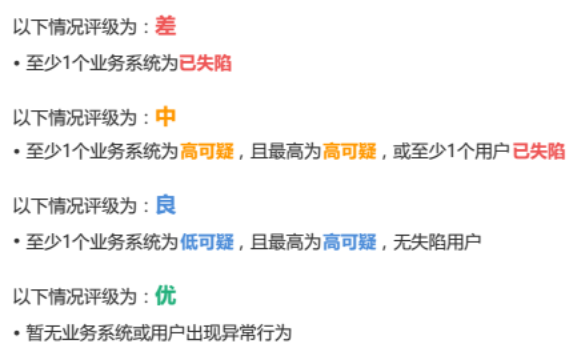 以下情况评级为：差
• 至少1个业务系统为已失陷
以下情况评级为：中
• 至少1个业务系统为高可疑，且最高为高可疑，或至少1个用户已失陷
以下情况评级为：良
• 至少1个业务系统为低可疑，且最高为高可疑，无失陷用户
以下情况评级为：优
• 暂无业务系统或用户出现异常行为